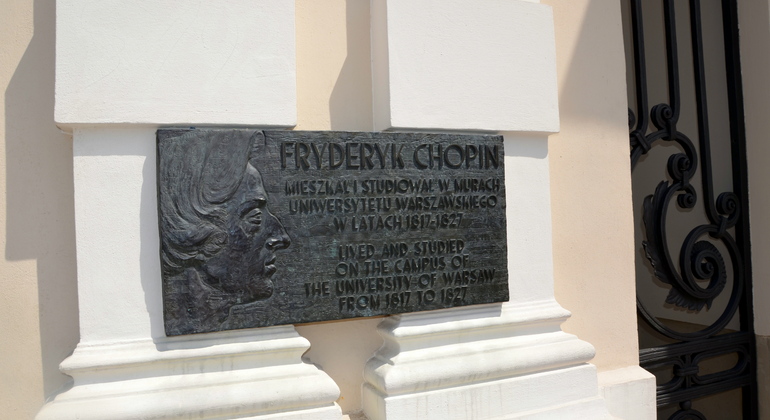 FRYDERYK CHOPIN
MIESZKAŁ I STUDIOWAŁ W MURACH
UNIWERSYTETU WARSZAWSKIEGO
W LATACH 1817-1827
LIVED AND STUDIED
ON THE CAMPUS OF
THE UNIVERSITY OF WARSAW
FROM 1817 TO 1827